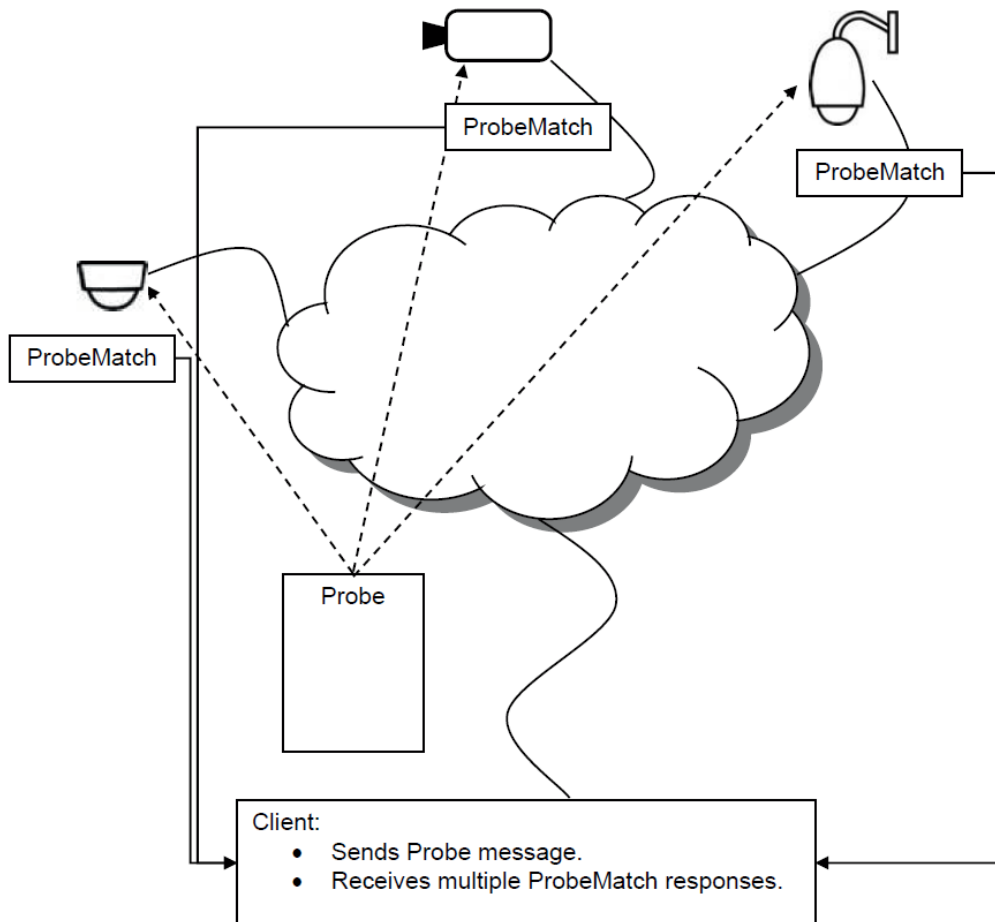 ProbeMatch
ProbeMatch
ProbeMatch
Probe
Client:
• Sends Probe message.
• Receives multiple ProbeMatch responses.